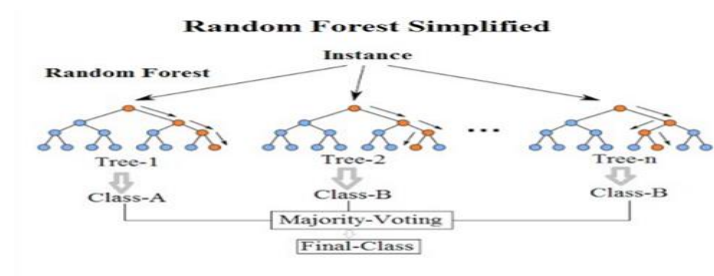 Random Forest Simplified
Instance
Random Forest
...
Tree-1 Tree-2 Tree-n
Class-A Class-B Class-B
Majority-Voting
Final-Class